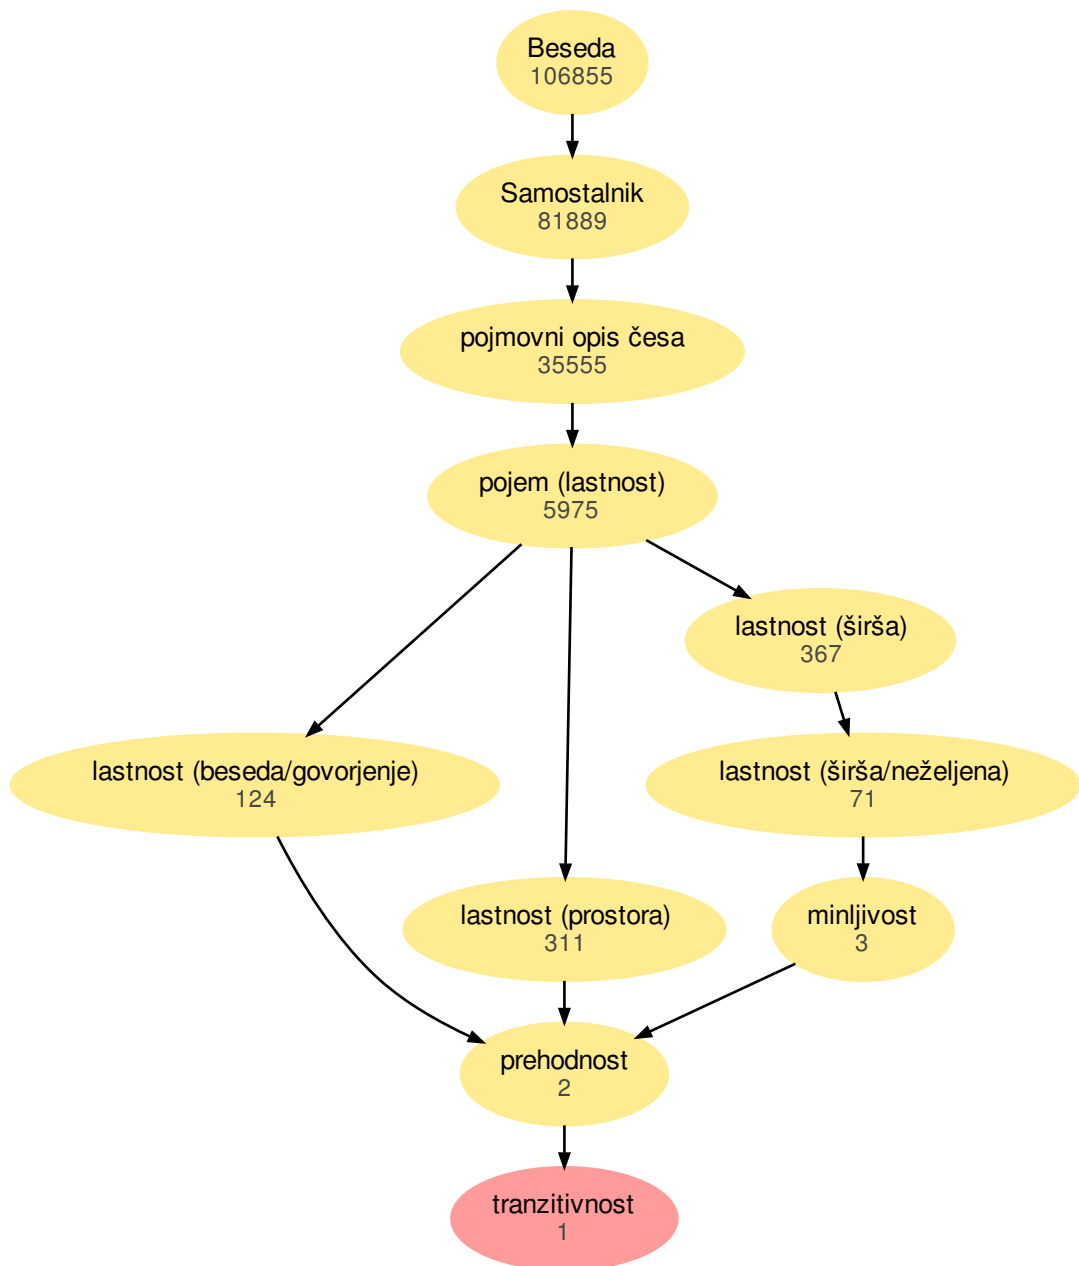 Beseda
106855
Samostalnik
81889
pojmovni opis česa
35555
pojem (lastnost)
5975
lastnost (širša)
367
lastnost (beseda/govorjenje)
124
lastnost (širša/neželjena)
71
lastnost (prostora)
311
minljivost
3
prehodnost
2
tranzitivnost
1